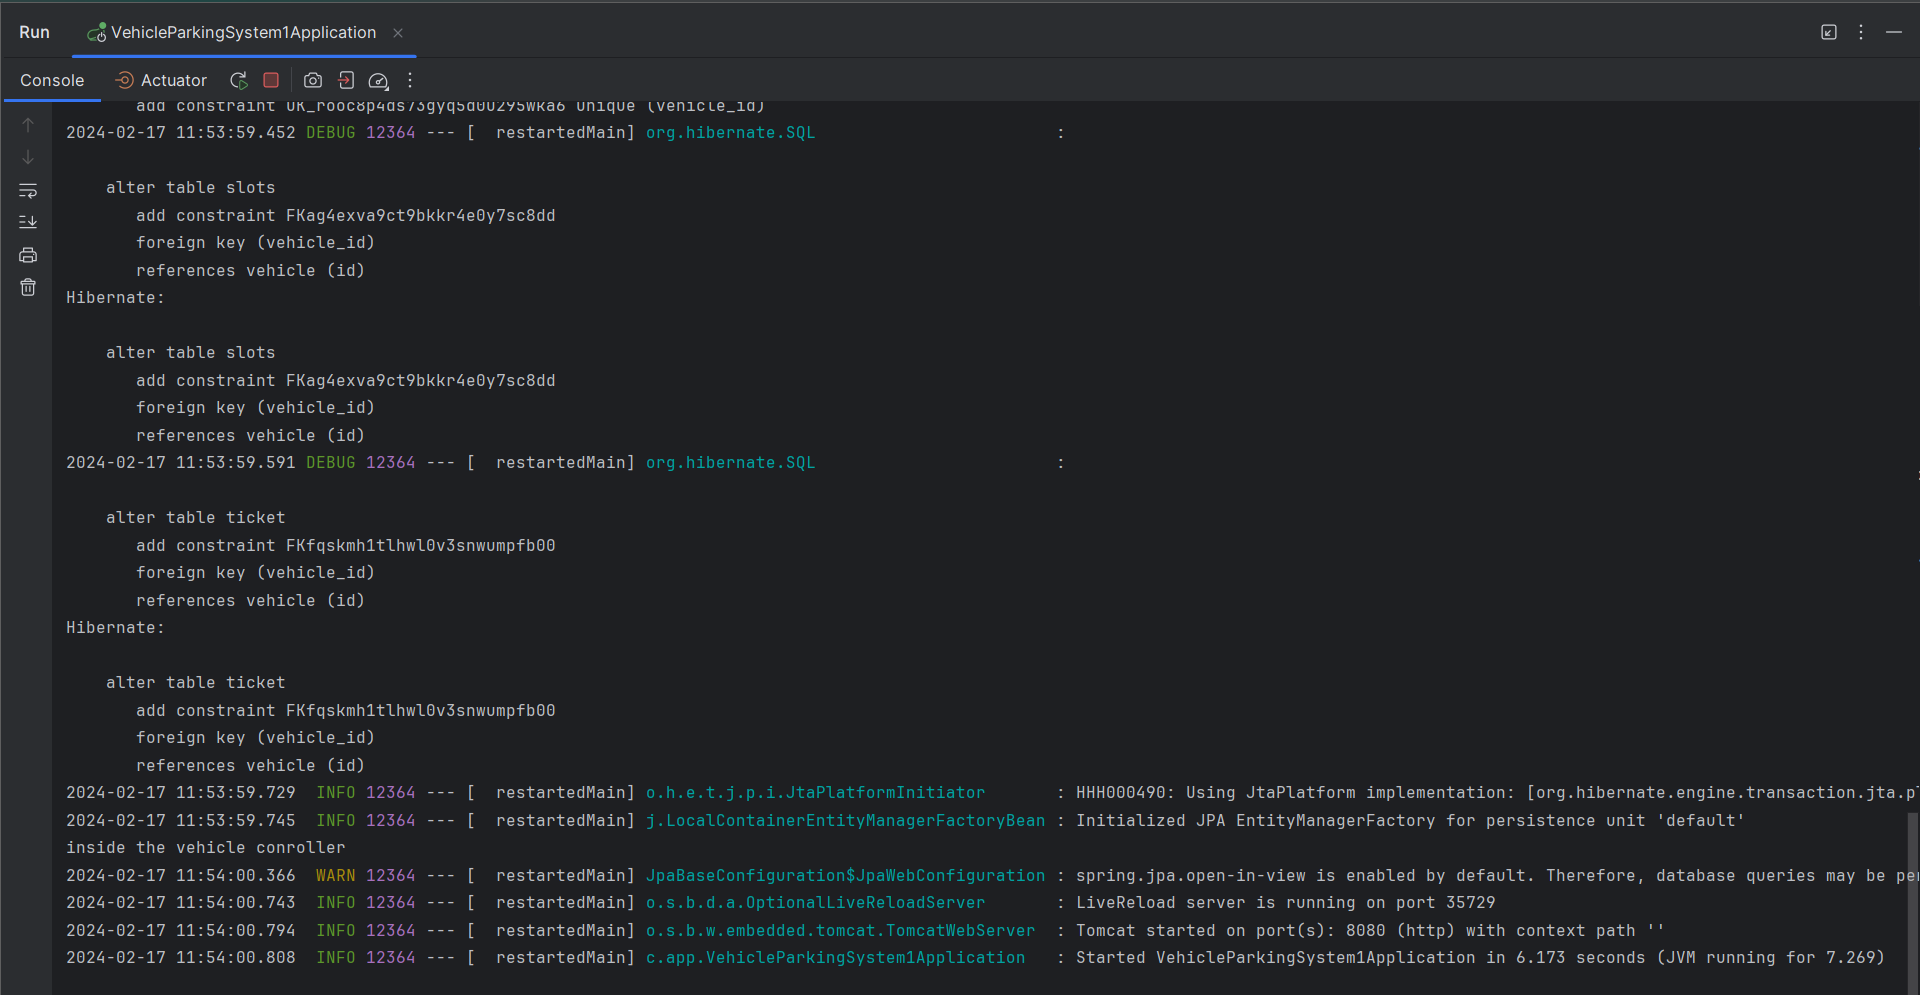 Run VehicleParkingSystem1Application
Console Actuator
add constraint UK_rooc8p4ds73gyq5d0u295wka6 unique (vehicle_id)
2024-02-17 11:53:59.452 DEBUG 12364 --- [  restartedMain] org.hibernate.SQL                        :
alter table slots
add constraint FKag4exva9ct9bkkr4e0y7sc8dd
foreign key (vehicle_id)
references vehicle (id)
Hibernate:
alter table slots
add constraint FKag4exva9ct9bkkr4e0y7sc8dd
foreign key (vehicle_id)
references vehicle (id)
2024-02-17 11:53:59.591 DEBUG 12364 --- [  restartedMain] org.hibernate.SQL                        :
alter table ticket
add constraint FKfqskmh1tlhwl0v3snwumpfb00
foreign key (vehicle_id)
references vehicle (id)
Hibernate:
alter table ticket
add constraint FKfqskmh1tlhwl0v3snwumpfb00
foreign key (vehicle_id)
references vehicle (id)
2024-02-17 11:53:59.729  INFO 12364 --- [  restartedMain] o.h.e.t.j.p.i.JtaPlatformInitiator       : HHH000490: Using JtaPlatform implementation: [org.hibernate.engine.transaction.jta.pl
2024-02-17 11:53:59.745  INFO 12364 --- [  restartedMain] j.LocalContainerEntityManagerFactoryBean : Initialized JPA EntityManagerFactory for persistence unit 'default'
inside the vehicle conroller
2024-02-17 11:54:00.366  WARN 12364 --- [  restartedMain] JpaBaseConfiguration$JpaWebConfiguration : spring.jpa.open-in-view is enabled by default. Therefore, database queries may be per
2024-02-17 11:54:00.743  INFO 12364 --- [  restartedMain] o.s.b.d.a.OptionalLiveReloadServer       : LiveReload server is running on port 35729
2024-02-17 11:54:00.794  INFO 12364 --- [  restartedMain] o.s.b.w.embedded.tomcat.TomcatWebServer  : Tomcat started on port(s): 8080 (http) with context path ''
2024-02-17 11:54:00.808  INFO 12364 --- [  restartedMain] c.app.VehicleParkingSystem1Application   : Started VehicleParkingSystem1Application in 6.173 seconds (JVM running for 7.269)